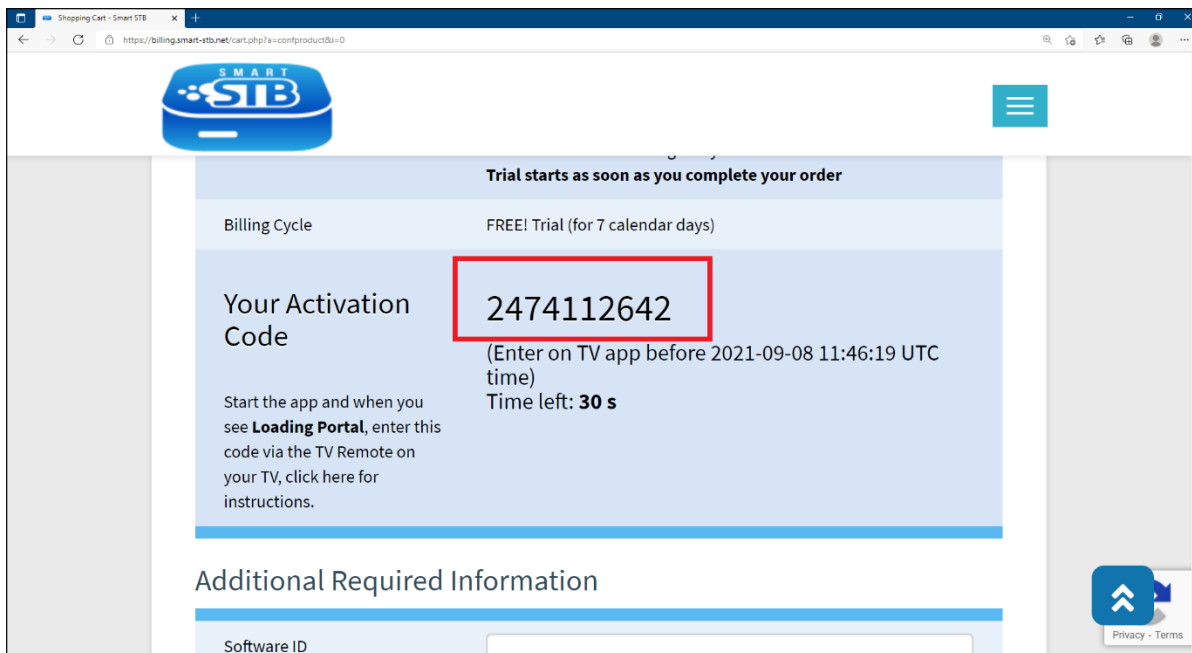 Shopping Cart - Smart STB
https://billing.smart-stb.net/cart.php?a=confproduct&i=0
SMART
STB
Trial starts as soon as you complete your order
Billing Cycle
FREE! Trial (for 7 calendar days)
Your Activation
Code
2474112642
(Enter on TV app before 2021-09-08 11:46:19 UTC
time)
Time left: 30 s
Start the app and when you
see Loading Portal, enter this
code via the TV Remote on
your TV, click here for
instructions.
Additional Required Information
Software ID
Privacy - Terms